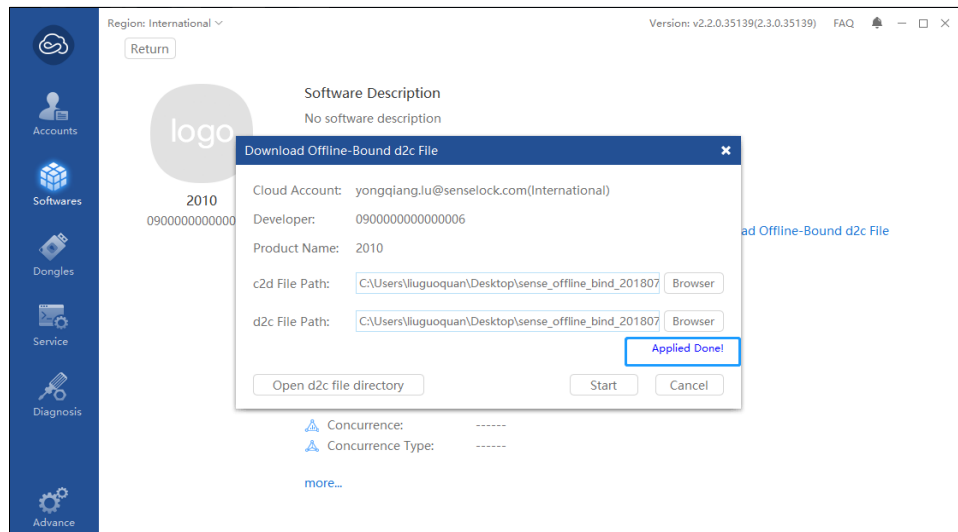 Region: International
Version: v2.2.0.35139(2.3.0.35139) FAQ
Return
Accounts
Softwares
Dongles
Service
Diagnosis
Advance
logo
2010
0900000000000
Software Description
No software description
ad Offline-Bound d2c File
Download Offline-Bound d2c File
Cloud Account: yongqiang.lu@senselock.com(International)
Developer: 0900000000000006
Product Name: 2010
c2d File Path: C:\Users\liuguoquan\Desktop\sense_offline_bind_201807 Browser
d2c File Path: C:\Users\liuguoquan\Desktop\sense_offline_bind_201807 Browser
Applied Done!
Open d2c file directory Start Cancel
Concurrence: ------
Concurrence Type: ------
more...